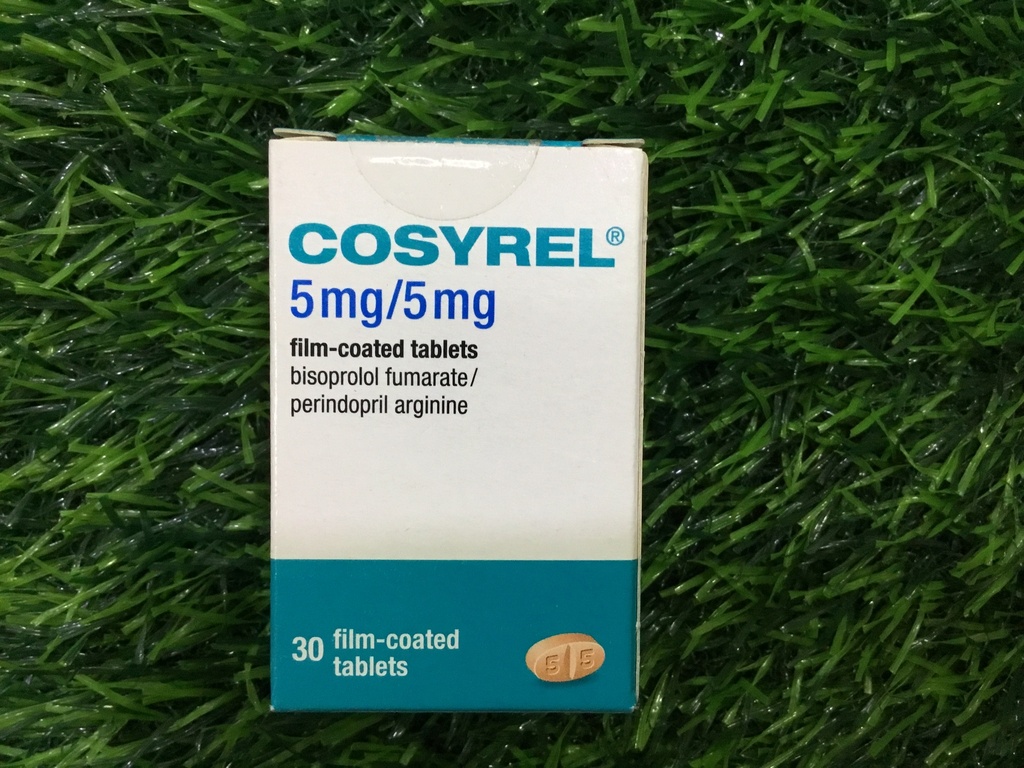 COSYREL®
5mg/5mg
film-coated tablets
bisoprolol fumarate/
perindopril arginine
30 film-coated
tablets
5 5